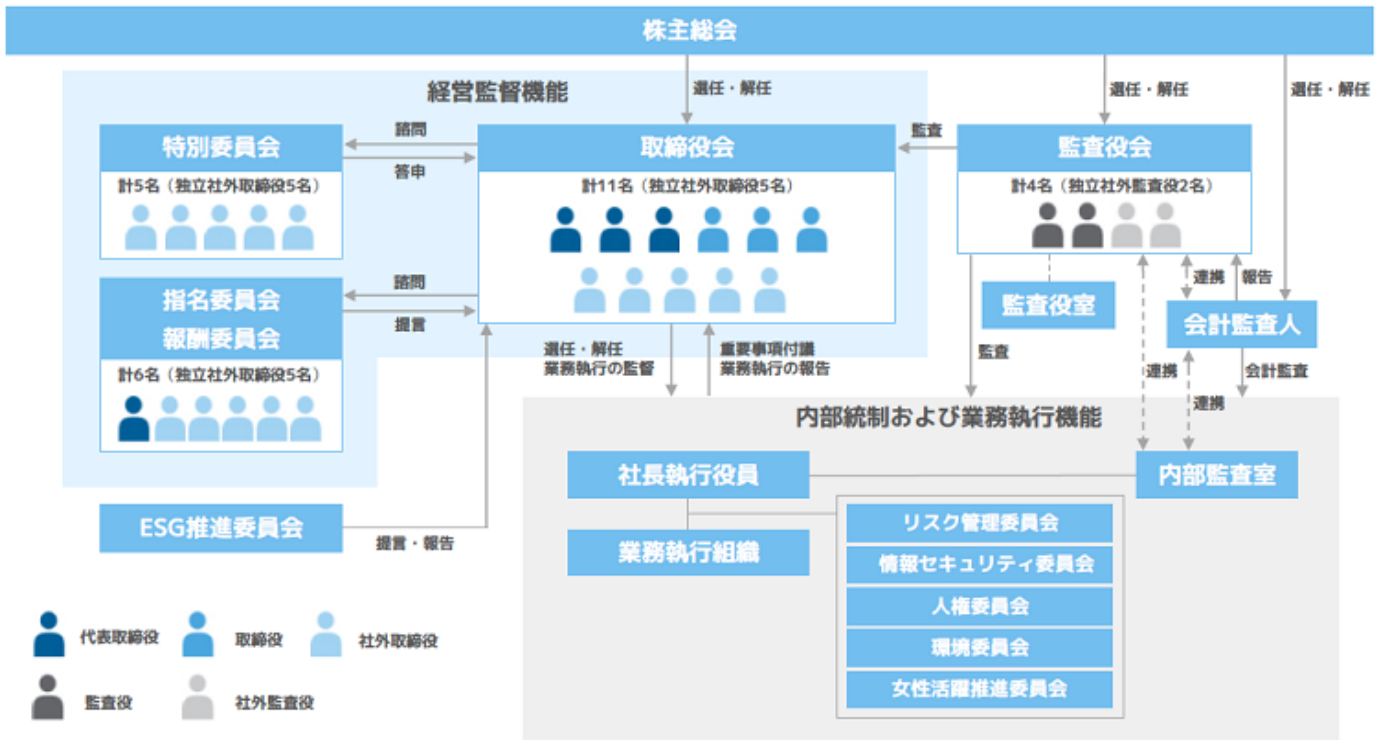 株主総会
経営監督機能
選任・解任
選任・解任
選任・解任
特別委員会
計5名（独立社外取締役5名）
諮問
答申
取締役会
計11名（独立社外取締役5名）
監査
監査役会
計4名（独立社外監査役2名）
指名委員会
報酬委員会
計6名（独立社外取締役5名）
諮問
提言
監査役室
連携
報告
会計監査人
選任・解任
業務執行の監督
重要事項付議
業務執行の報告
監査
連携
会計監査
連携
内部統制および業務執行機能
社長執行役員
内部監査室
ESG推進委員会
提言・報告
業務執行組織
リスク管理委員会
情報セキュリティ委員会
人権委員会
環境委員会
女性活躍推進委員会
代表取締役
取締役
社外取締役
監査役
社外監査役